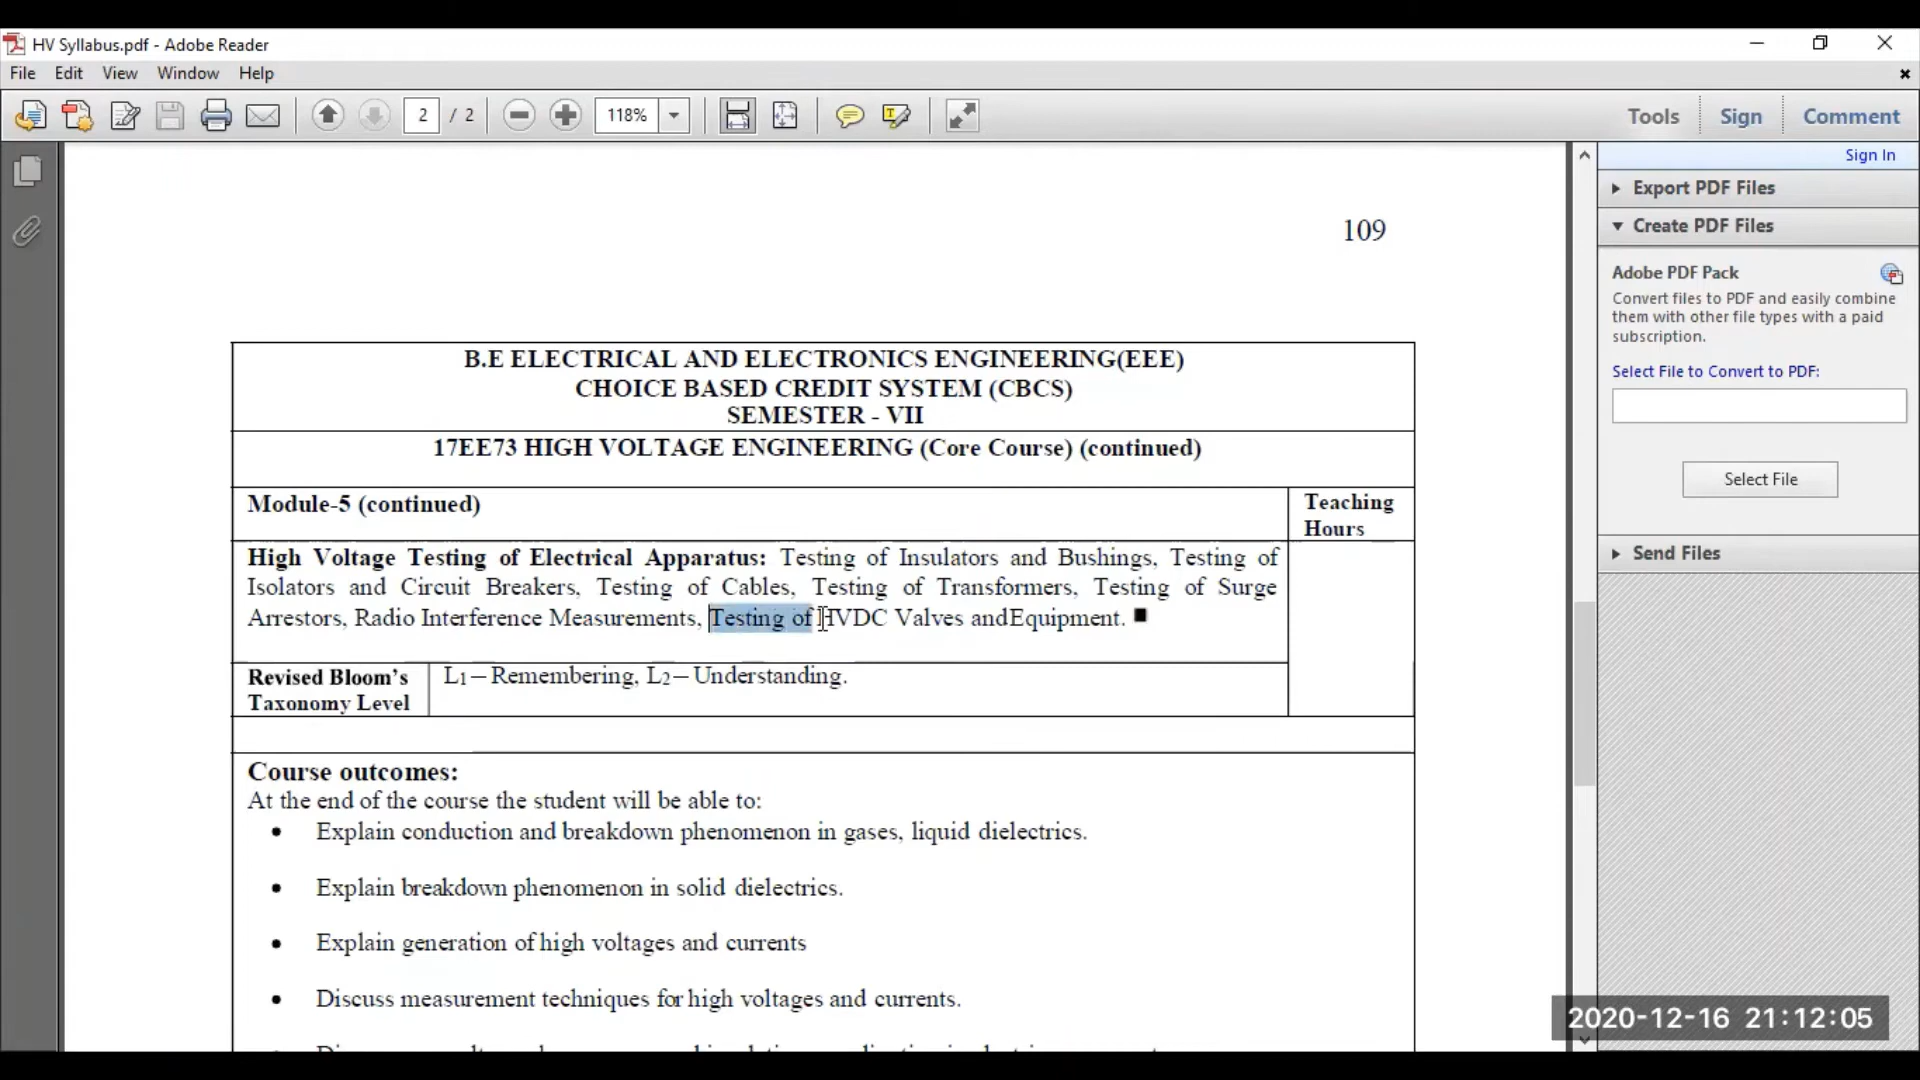 HV Syllabus.pdf - Adobe Reader
File Edit View Window Help
2 / 2 118% Tools Sign Comment
Sign In
Export PDF Files
Create PDF Files
Adobe PDF Pack
Convert files to PDF and easily combine
them with other file types with a paid
subscription.
Select File to Convert to PDF:
Select File
Send Files
109
B.E ELECTRICAL AND ELECTRONICS ENGINEERING(EEE)
CHOICE BASED CREDIT SYSTEM (CBCS)
SEMESTER - VII
17EE73 HIGH VOLTAGE ENGINEERING (Core Course) (continued)
Module-5 (continued)
Teaching
Hours
High Voltage Testing of Electrical Apparatus: Testing of Insulators and Bushings, Testing of
Isolators and Circuit Breakers, Testing of Cables, Testing of Transformers, Testing of Surge
Arrestors, Radio Interference Measurements, Testing of HVDC Valves andEquipment. ■
Revised Bloom's
Taxonomy Level
L1 – Remembering, L2 – Understanding.
Course outcomes:
At the end of the course the student will be able to:
• Explain conduction and breakdown phenomenon in gases, liquid dielectrics.
• Explain breakdown phenomenon in solid dielectrics.
• Explain generation of high voltages and currents
• Discuss measurement techniques for high voltages and currents.
2020-12-16 21:12:05